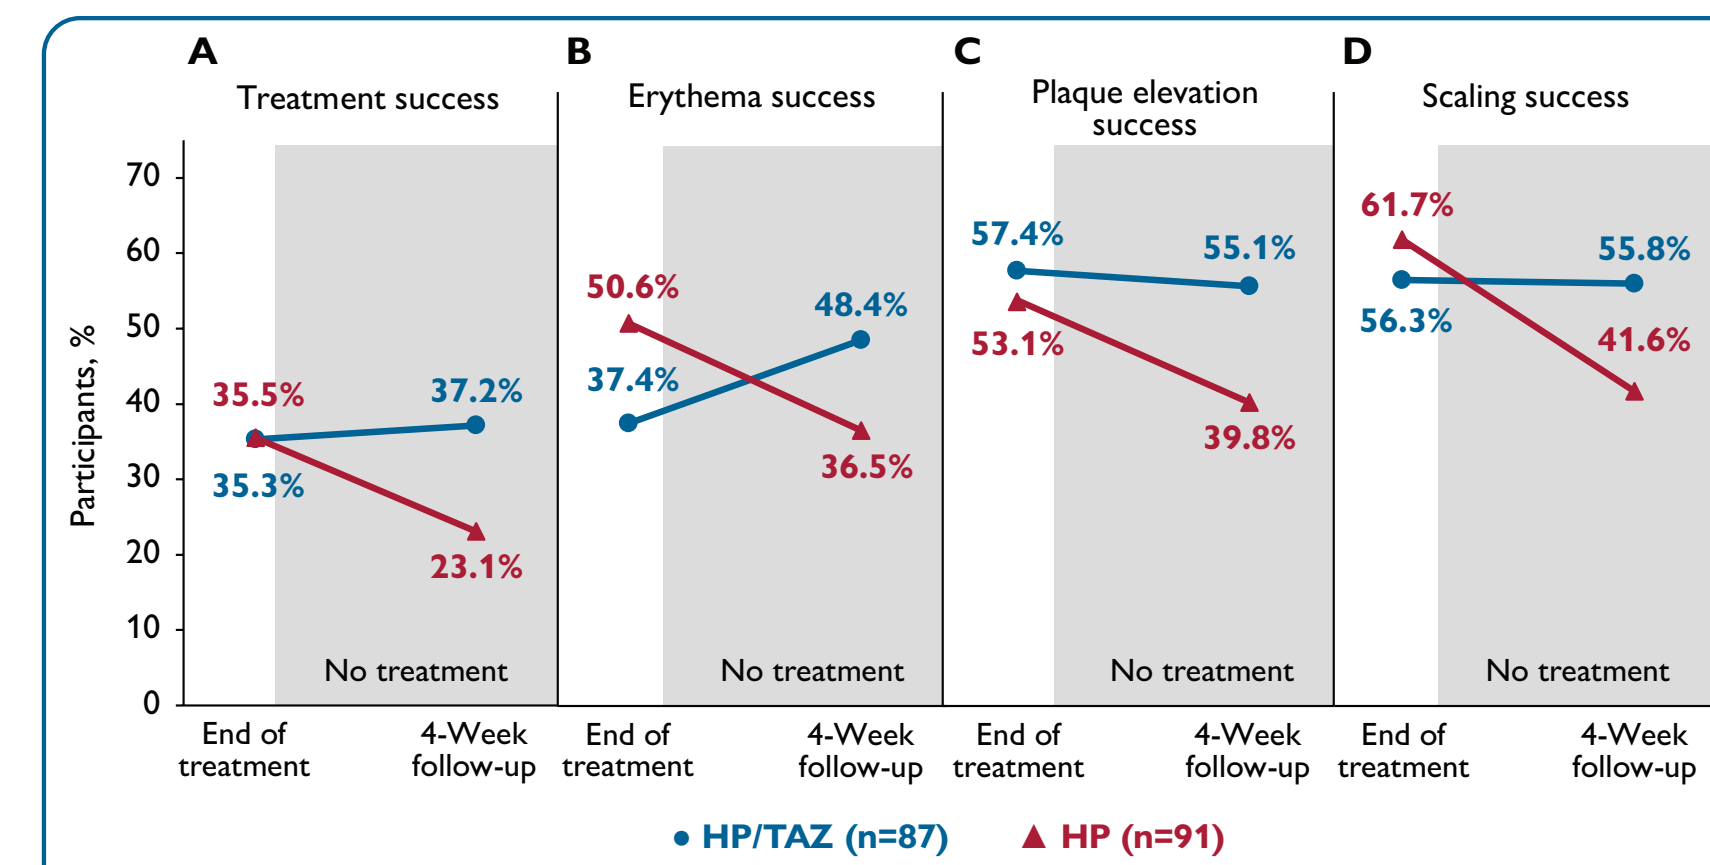 A
B
C
D
Treatment success
Erythema success
Plaque elevation
success
Scaling success
Participants, %
70
60
50
40
30
20
10
0
35.5%
35.3%
37.2%
23.1%
No treatment
50.6%
37.4%
48.4%
36.5%
No treatment
57.4%
53.1%
55.1%
39.8%
No treatment
61.7%
56.3%
55.8%
41.6%
No treatment
End of
treatment
4-Week
follow-up
End of
treatment
4-Week
follow-up
End of
treatment
4-Week
follow-up
End of
treatment
4-Week
follow-up
HP/TAZ (n=87)
HP (n=91)